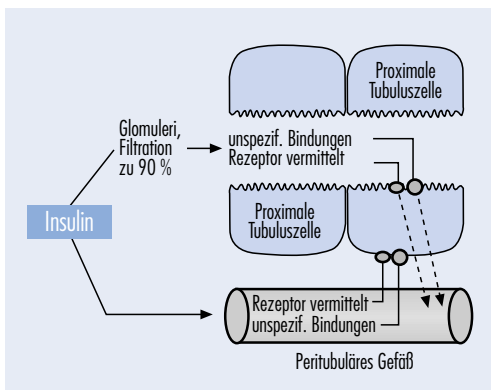 Proximale
Tubuluszelle
Glomuleri,
Filtration
zu 90 %
unspezif. Bindungen
Rezeptor vermittelt
Insulin
Proximale
Tubuluszelle
Rezeptor vermittelt
unspezif. Bindungen
Peritubuläres Gefäß